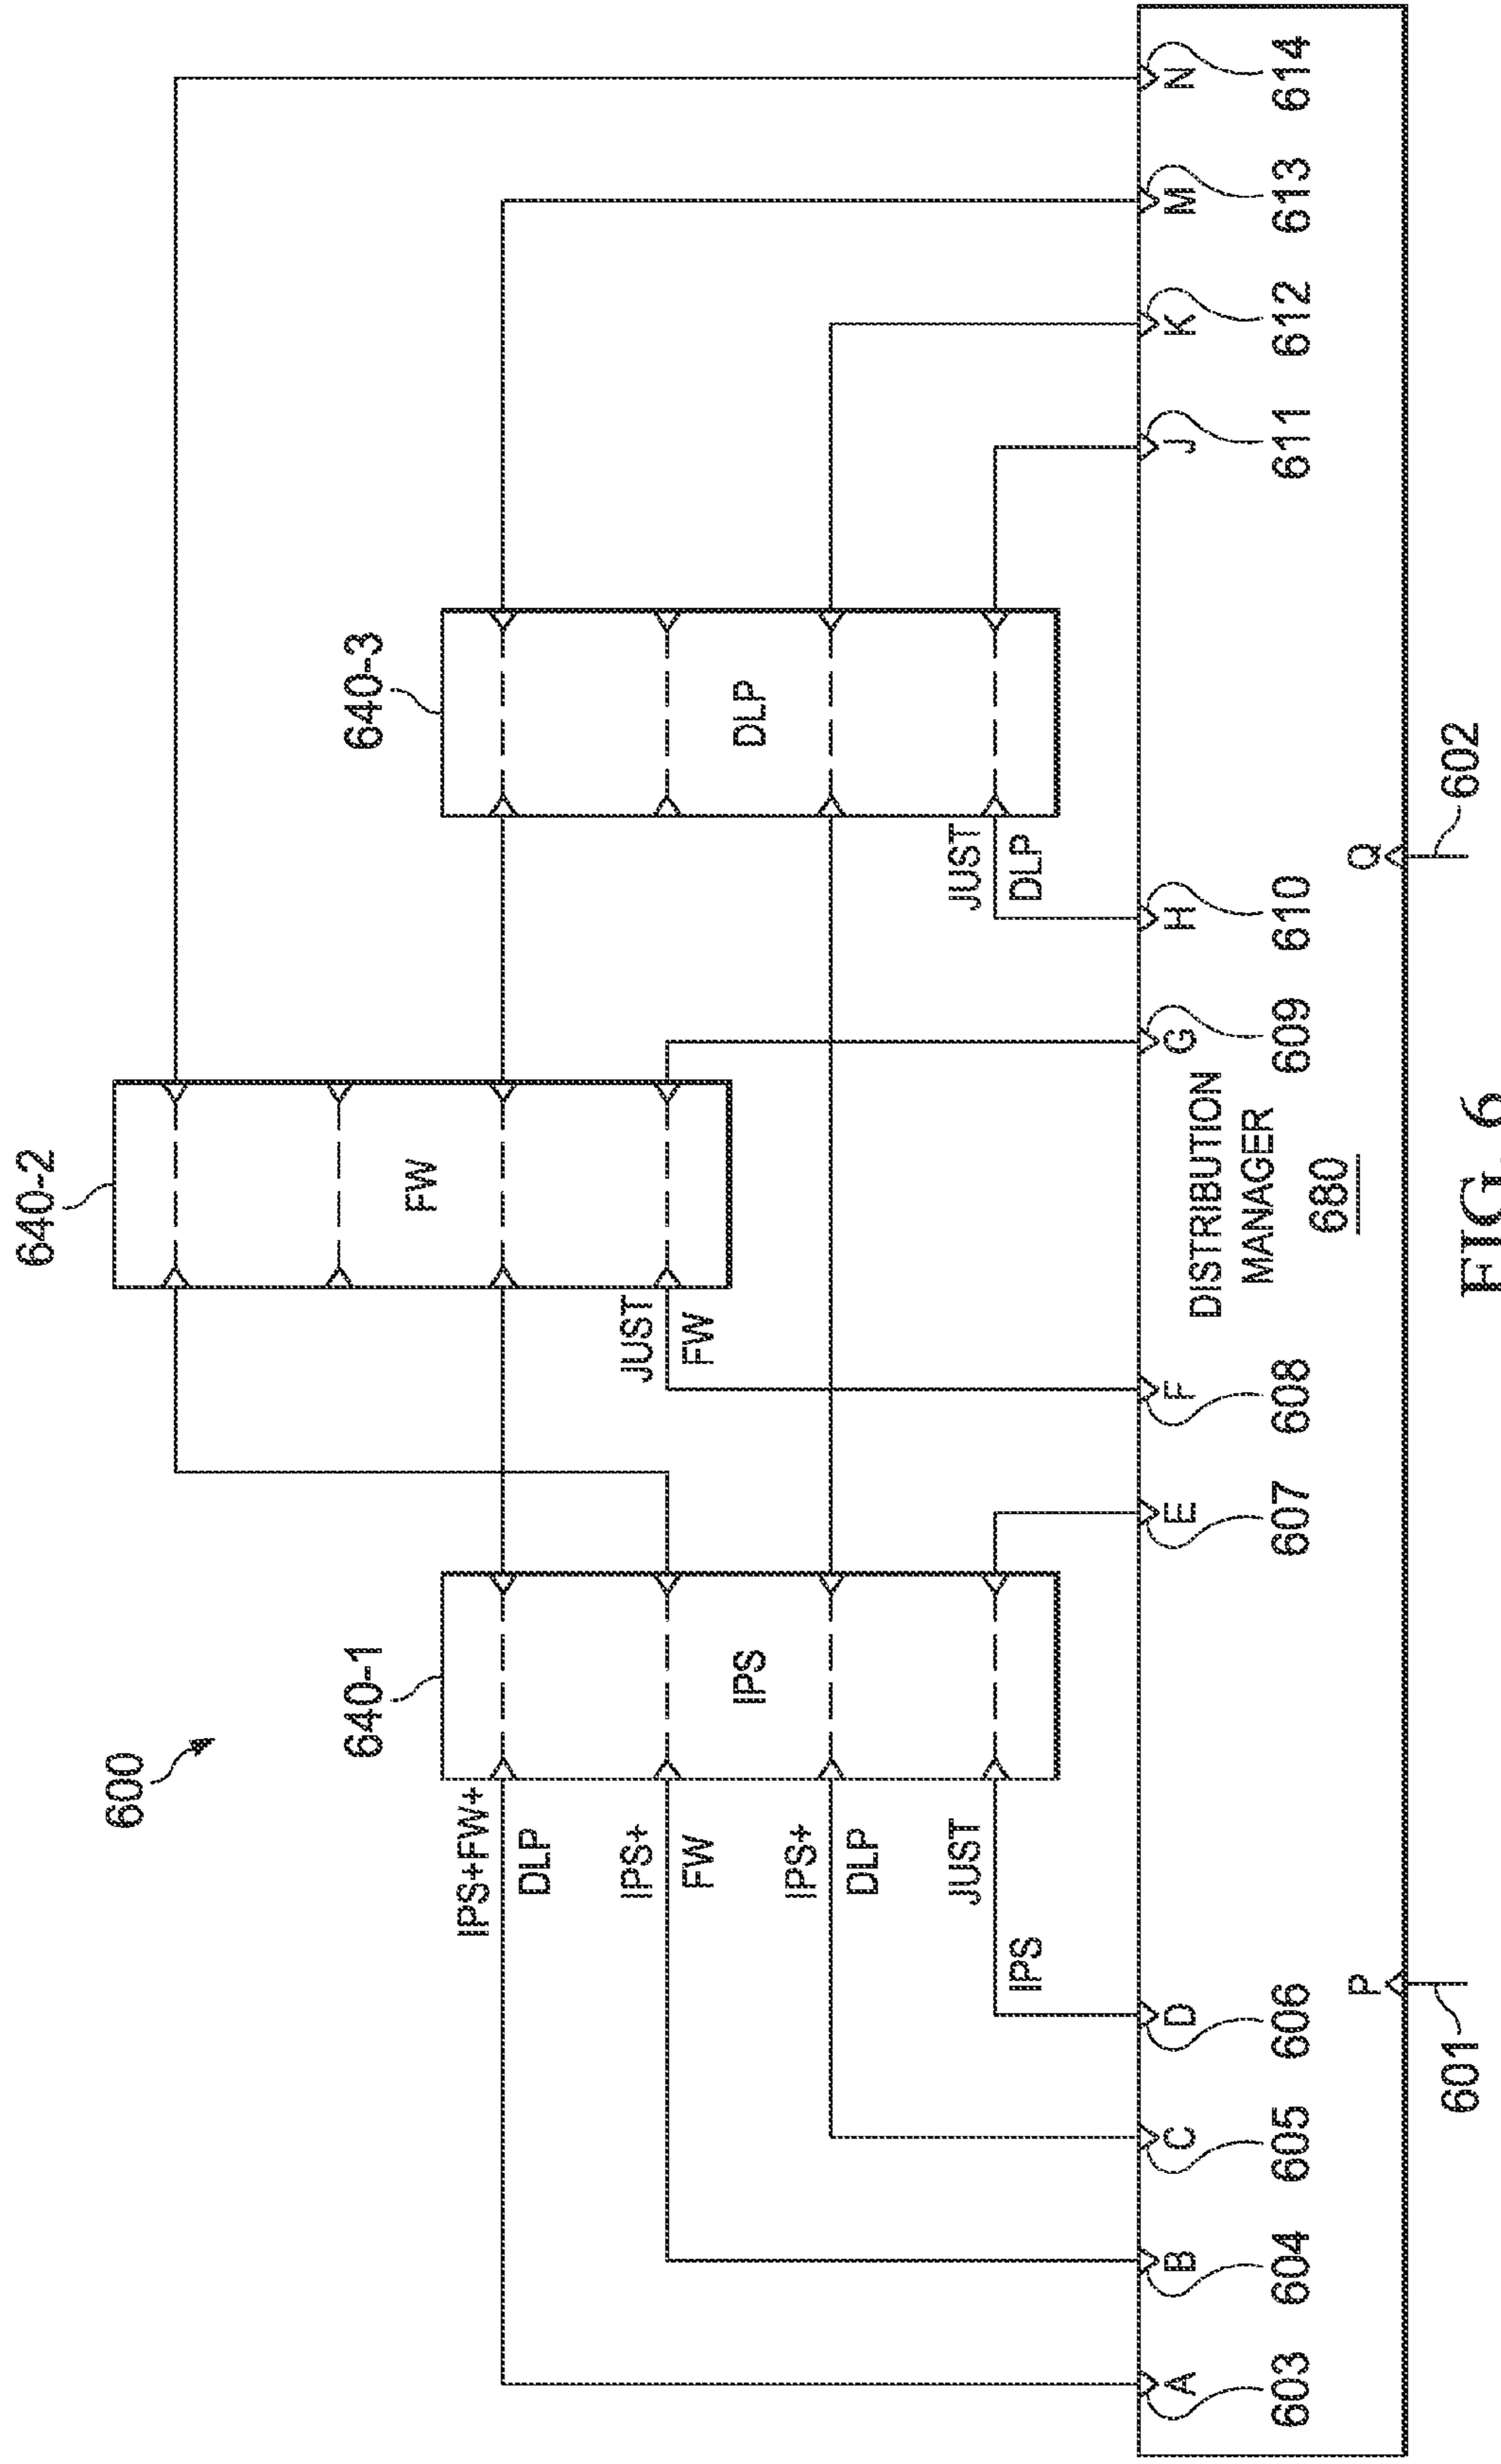 600
640-2
640-1
640-3
FW
IPS+FW+
DLP
IPS+
FW
IPS+
DLP
JUST
IPS
IPS
JUST
FW
DLP
JUST
DLP
A
B
C
D
E
F
G
H
J
K
M
N
603
604
605
606
607
608
609
610
611
612
613
614
DISTRIBUTION
MANAGER
680
P
Q
601
602
FIG. 6